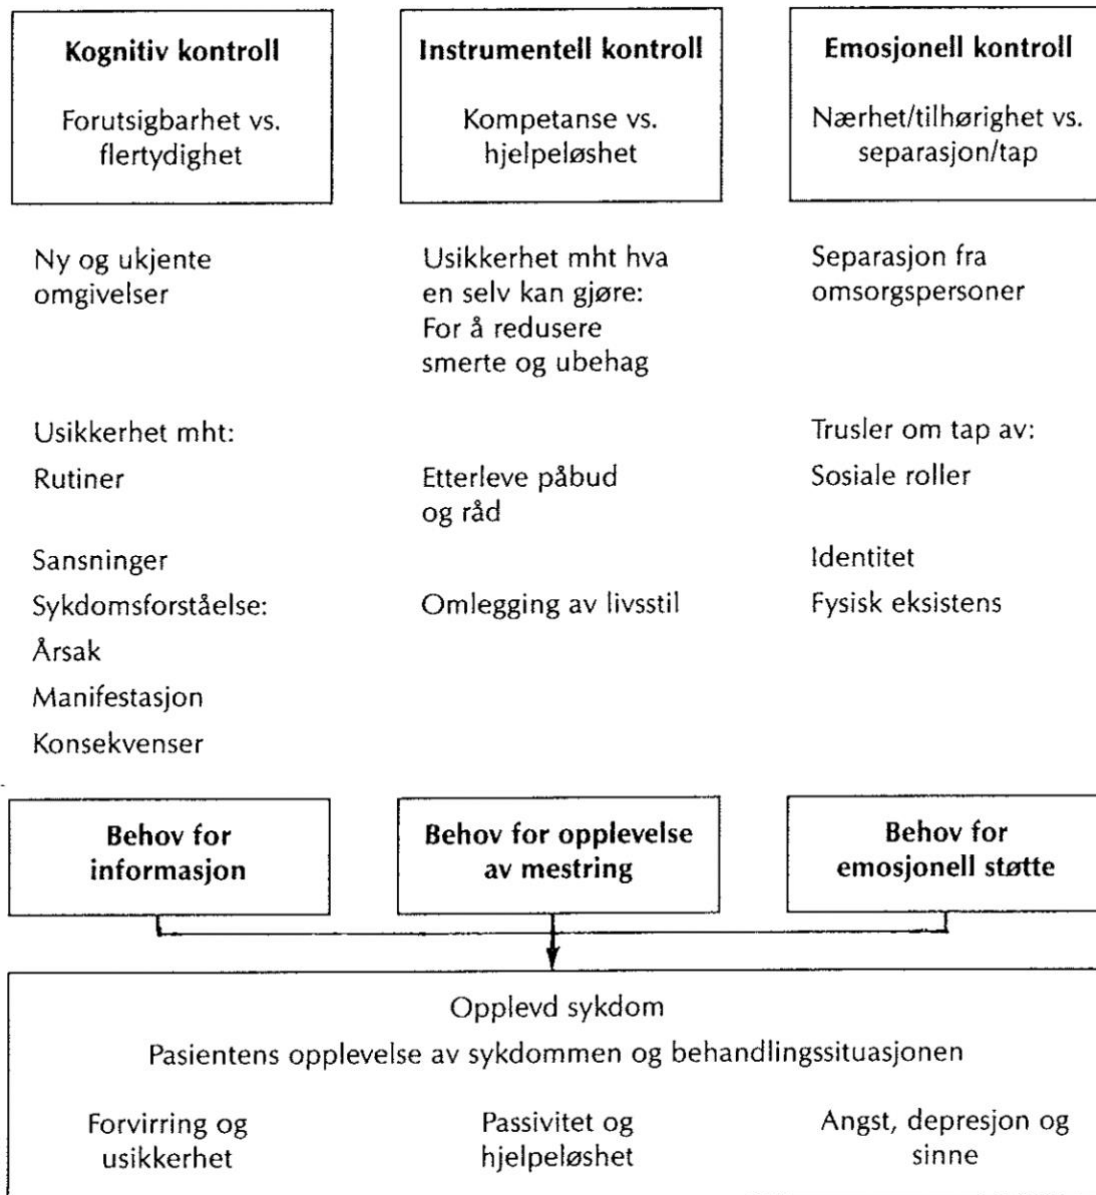 Kognitiv kontroll
Forutsigbarhet vs.
flertydighet
Instrumentell kontroll
Kompetanse vs.
hjelpeløshet
Emosjonell kontroll
Nærhet/tilhørighet vs.
separasjon/tap
Ny og ukjente
omgivelser
Usikkerhet mht:
Rutiner
Sansninger
Sykdomsforståelse:
Årsak
Manifestasjon
Konsekvenser
Usikkerhet mht hva
en selv kan gjøre:
For å redusere
smerte og ubehag
Etterleve påbud
og råd
Omlegging av livsstil
Separasjon fra
omsorgspersoner
Trusler om tap av:
Sosiale roller
Identitet
Fysisk eksistens
Behov for
informasjon
Behov for opplevelse
av mestring
Behov for
emosjonell støtte
Opplevd sykdom
Pasientens opplevelse av sykdommen og behandlingssituasjonen
Forvirring og
usikkerhet
Passivitet og
hjelpeløshet
Angst, depresjon og
sinne